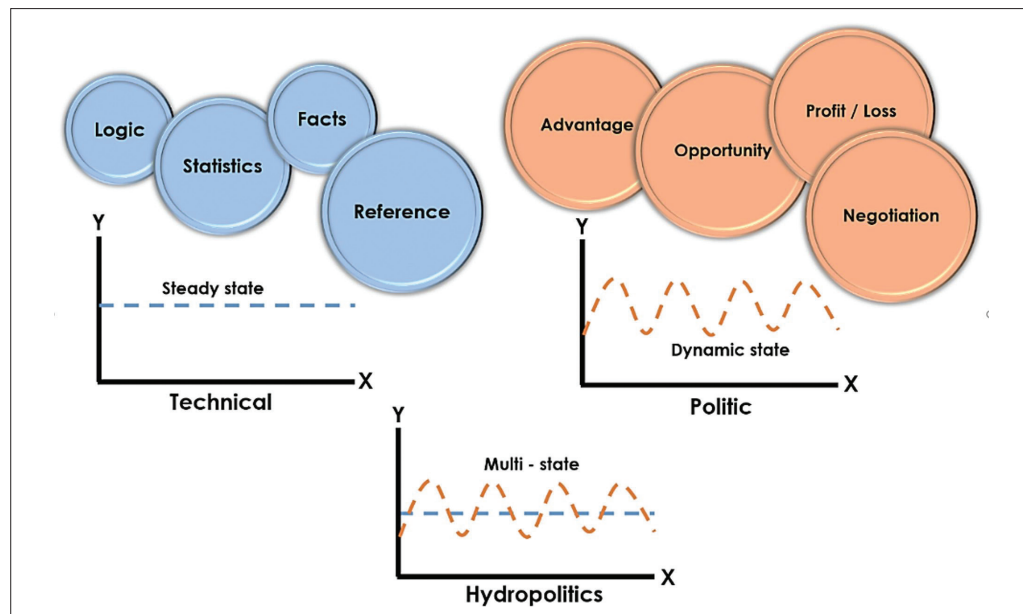 Logic
Statistics
Facts
Reference
Y
Steady state
X
Technical
Advantage
Opportunity
Profit / Loss
Negotiation
Y
Dynamic state
X
Politic
Y
Multi - state
X
Hydropolitics